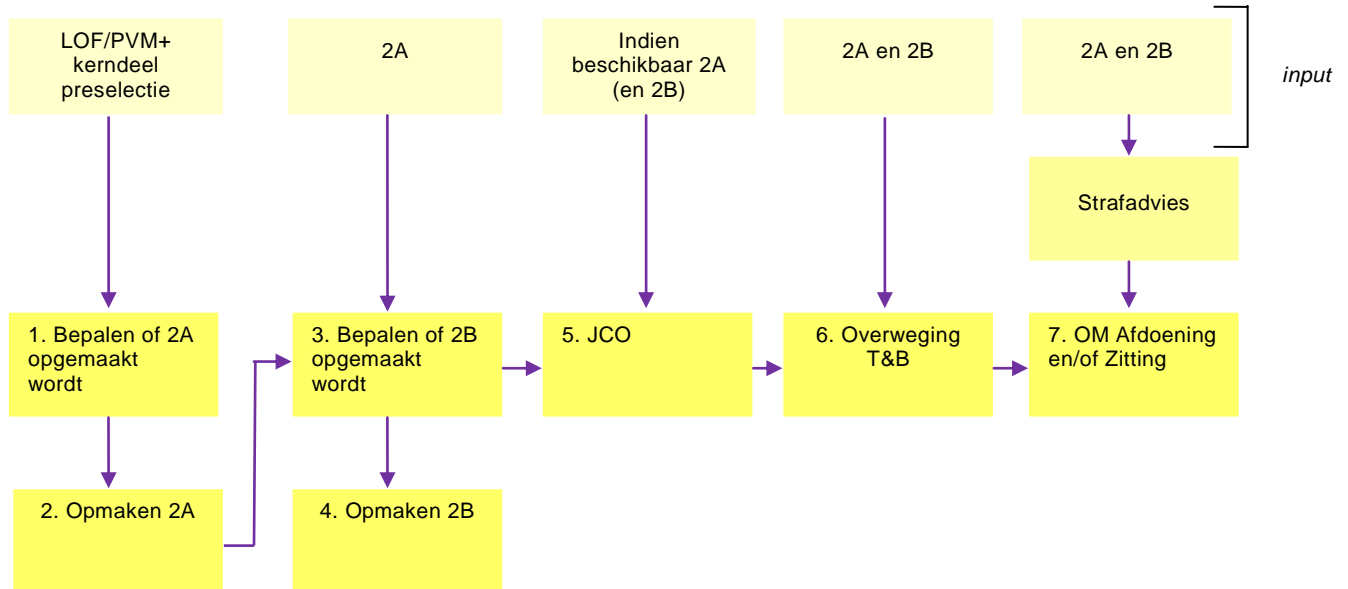 LOF/PVM+
kerndeel
preselectie
2A
Indien
beschikbaar 2A
(en 2B)
2A en 2B
2A en 2B
input
Strafadvies
1. Bepalen of 2A
opgemaakt
wordt
3. Bepalen of 2B
opgemaakt
wordt
5. JCO
6. Overweging
T&B
7. OM Afdoening
en/of Zitting
2. Opmaken 2A
4. Opmaken 2B